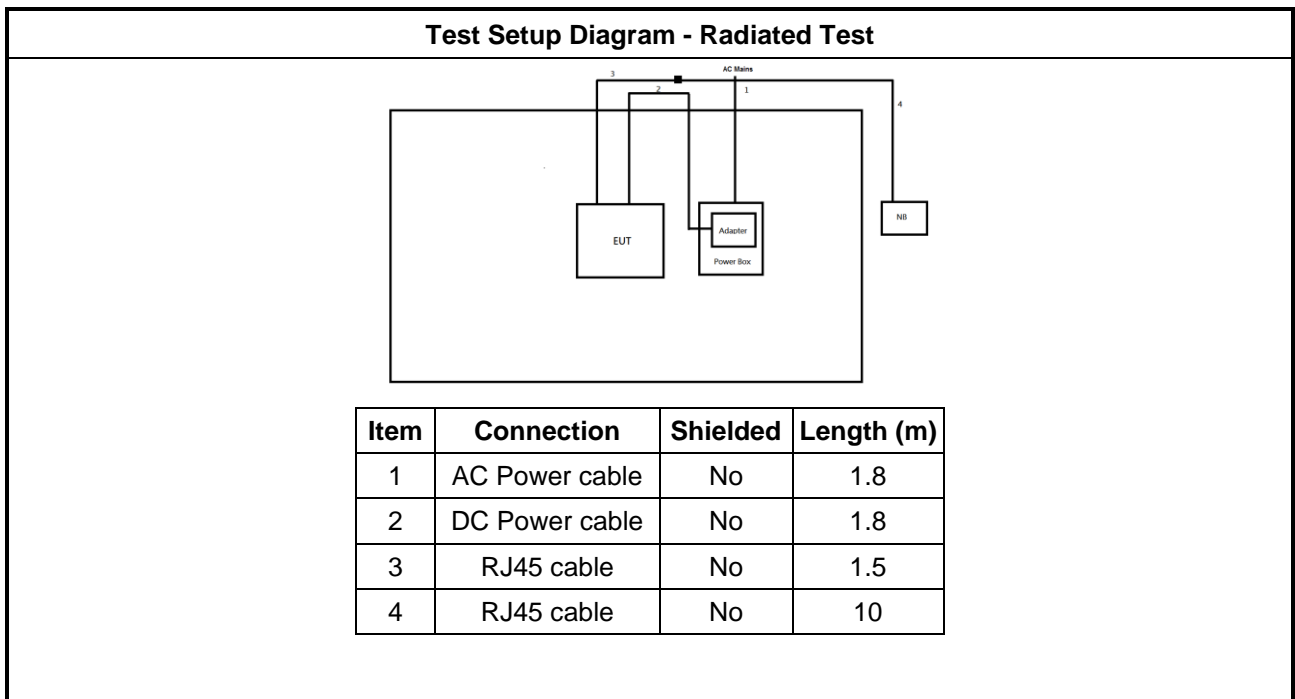 Test Setup Diagram - Radiated Test
AC Mains
3
2
1
4
EUT
Adapter
Power Box
NB
Item Connection Shielded Length (m)
1 AC Power cable No 1.8
2 DC Power cable No 1.8
3 RJ45 cable No 1.5
4 RJ45 cable No 10